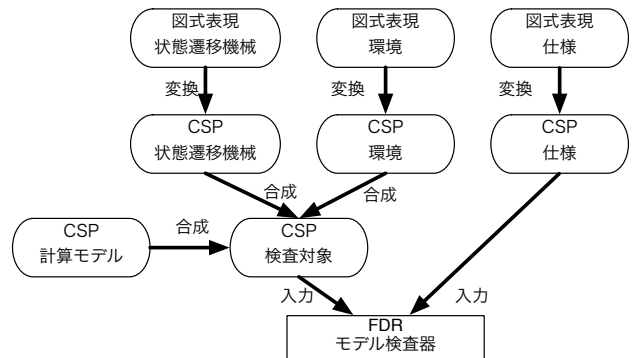 図式表現
状態遷移機械
図式表現
環境
図式表現
仕様
変換
変換
変換
CSP
状態遷移機械
CSP
環境
CSP
仕様
合成
合成
CSP
計算モデル
合成
CSP
検査対象
入力
入力
FDR
モデル検査器